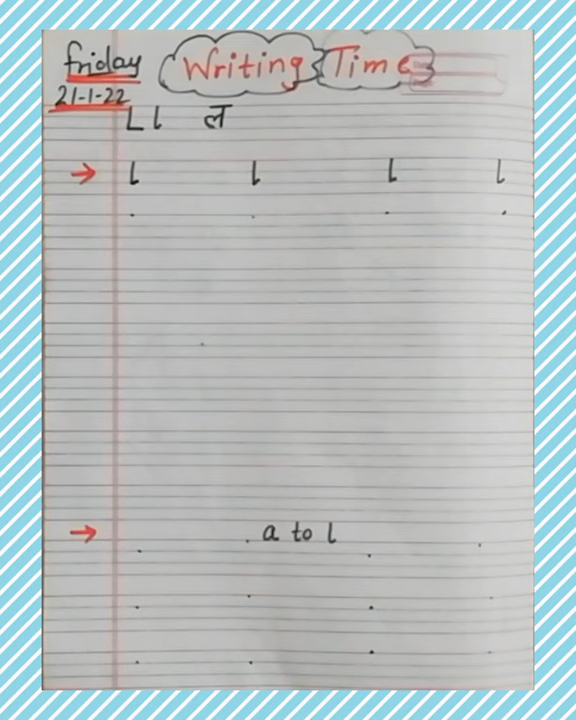 friday Writing Time
21-1-22
L l ल
→ l l l l
→ a to l